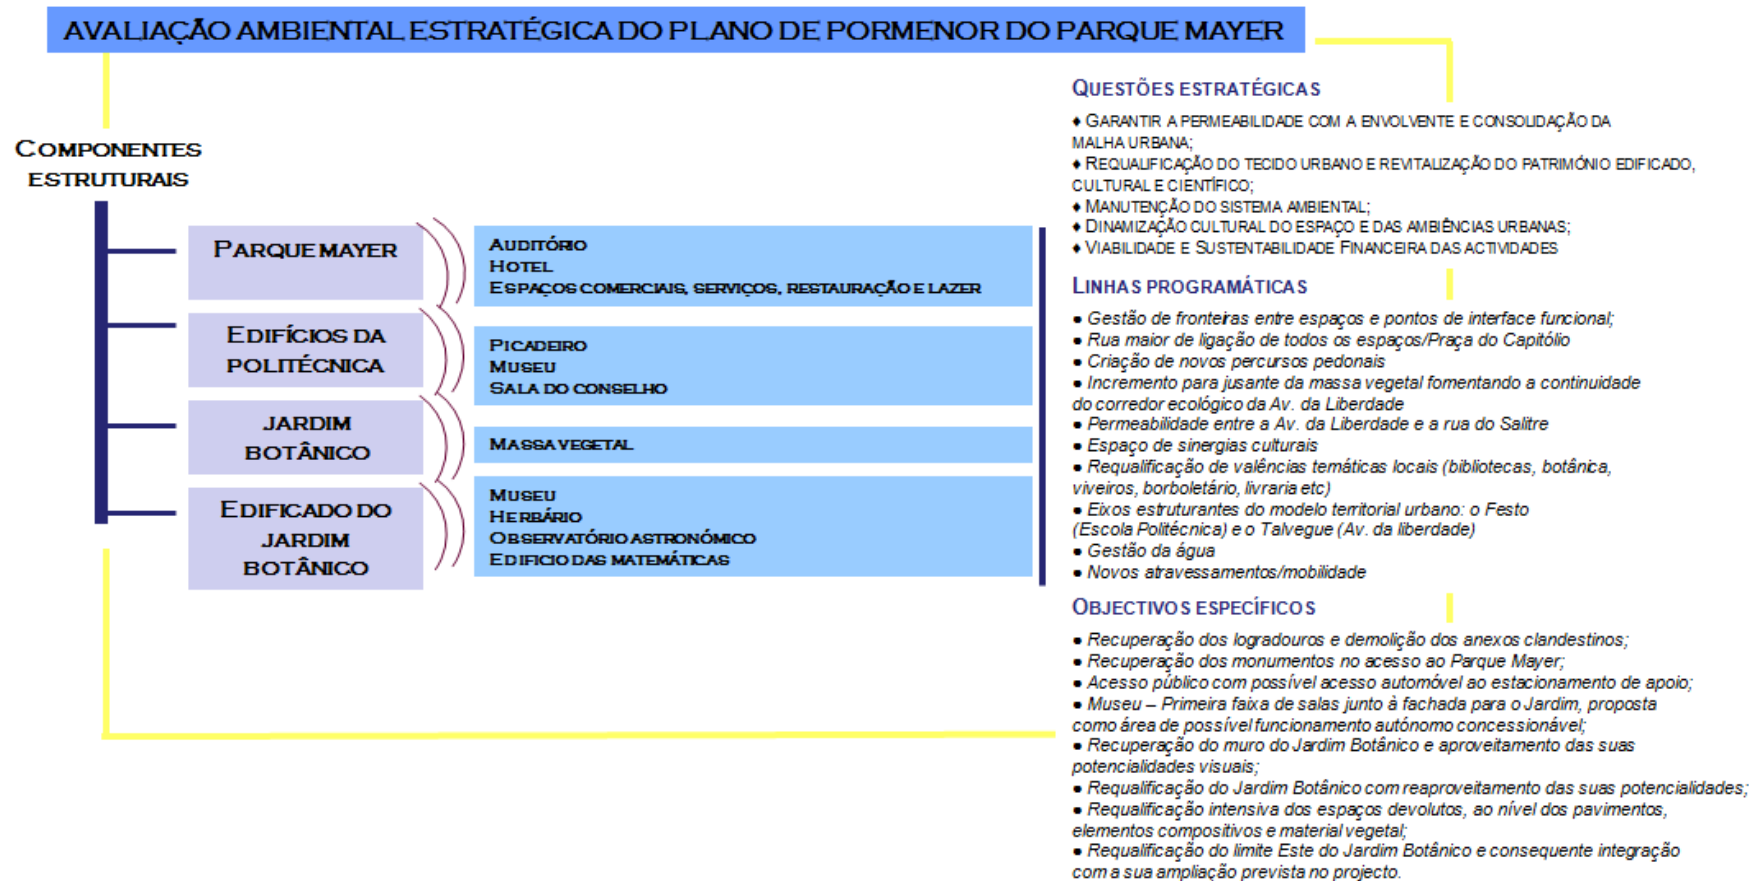 AVALIAÇÃO AMBIENTAL ESTRATÉGICA DO PLANO DE PORMENOR DO PARQUE MAYER
COMPONENTES
ESTRUTURAIS
PARQUE MAYER
AUDITÓRIO
HOTEL
ESPAÇOS COMERCIAIS, SERVIÇOS, RESTAURAÇÃO E LAZER
EDIFÍCIOS DA
POLITÉCNICA
PICADEIRO
MUSEU
SALA DO CONSELHO
JARDIM
BOTÂNICO
MASSA VEGETAL
EDIFICADO DO
JARDIM
BOTÂNICO
MUSEU
HERBÁRIO
OBSERVATÓRIO ASTRONÓMICO
EDIFICIO DAS MATEMÁTICAS
QUESTÕES ESTRATÉGICAS
♦ GARANTIR A PERMEABILIDADE COM A ENVOLVENTE E CONSOLIDAÇÃO DA
MALHA URBANA;
♦ REQUALIFICAÇÃO DO TECIDO URBANO E REVITALIZAÇÃO DO PATRIMÓNIO EDIFICADO,
CULTURAL E CIENTÍFICO;
♦ MANUTENÇÃO DO SISTEMA AMBIENTAL;
♦ DINAMIZAÇÃO CULTURAL DO ESPAÇO E DAS AMBIÊNCIAS URBANAS;
♦ VIABILIDADE E SUSTENTABILIDADE FINANCEIRA DAS ACTIVIDADES
LINHAS PROGRAMÁTICAS
● Gestão de fronteiras entre espaços e pontos de interface funcional;
● Rua maior de ligação de todos os espaços/Praça do Capitólio
● Criação de novos percursos pedonais
● Incremento para jusante da massa vegetal fomentando a continuidade
do corredor ecológico da Av. da Liberdade
● Permeabilidade entre a Av. da Liberdade e a rua do Salitre
● Espaço de sinergias culturais
● Requalificação de valências temáticas locais (bibliotecas, botânica,
viveiros, borboletário, livraria etc)
● Eixos estruturantes do modelo territorial urbano: o Festo
(Escola Politécnica) e o Talvegue (Av. da liberdade)
● Gestão da água
● Novos atravessamentos/mobilidade
OBJECTIVOS ESPECÍFICOS
● Recuperação dos logradouros e demolição dos anexos clandestinos;
● Recuperação dos monumentos no acesso ao Parque Mayer;
● Acesso público com possível acesso automóvel ao estacionamento de apoio;
● Museu – Primeira faixa de salas junto à fachada para o Jardim, proposta
como área de possível funcionamento autónomo concessionável;
● Recuperação do muro do Jardim Botânico e aproveitamento das suas
potencialidades visuais;
● Requalificação do Jardim Botânico com reaproveitamento das suas potencialidades;
● Requalificação intensiva dos espaços devolutos, ao nível dos pavimentos,
elementos compositivos e material vegetal;
● Requalificação do limite Este do Jardim Botânico e consequente integração
com a sua ampliação prevista no projecto.